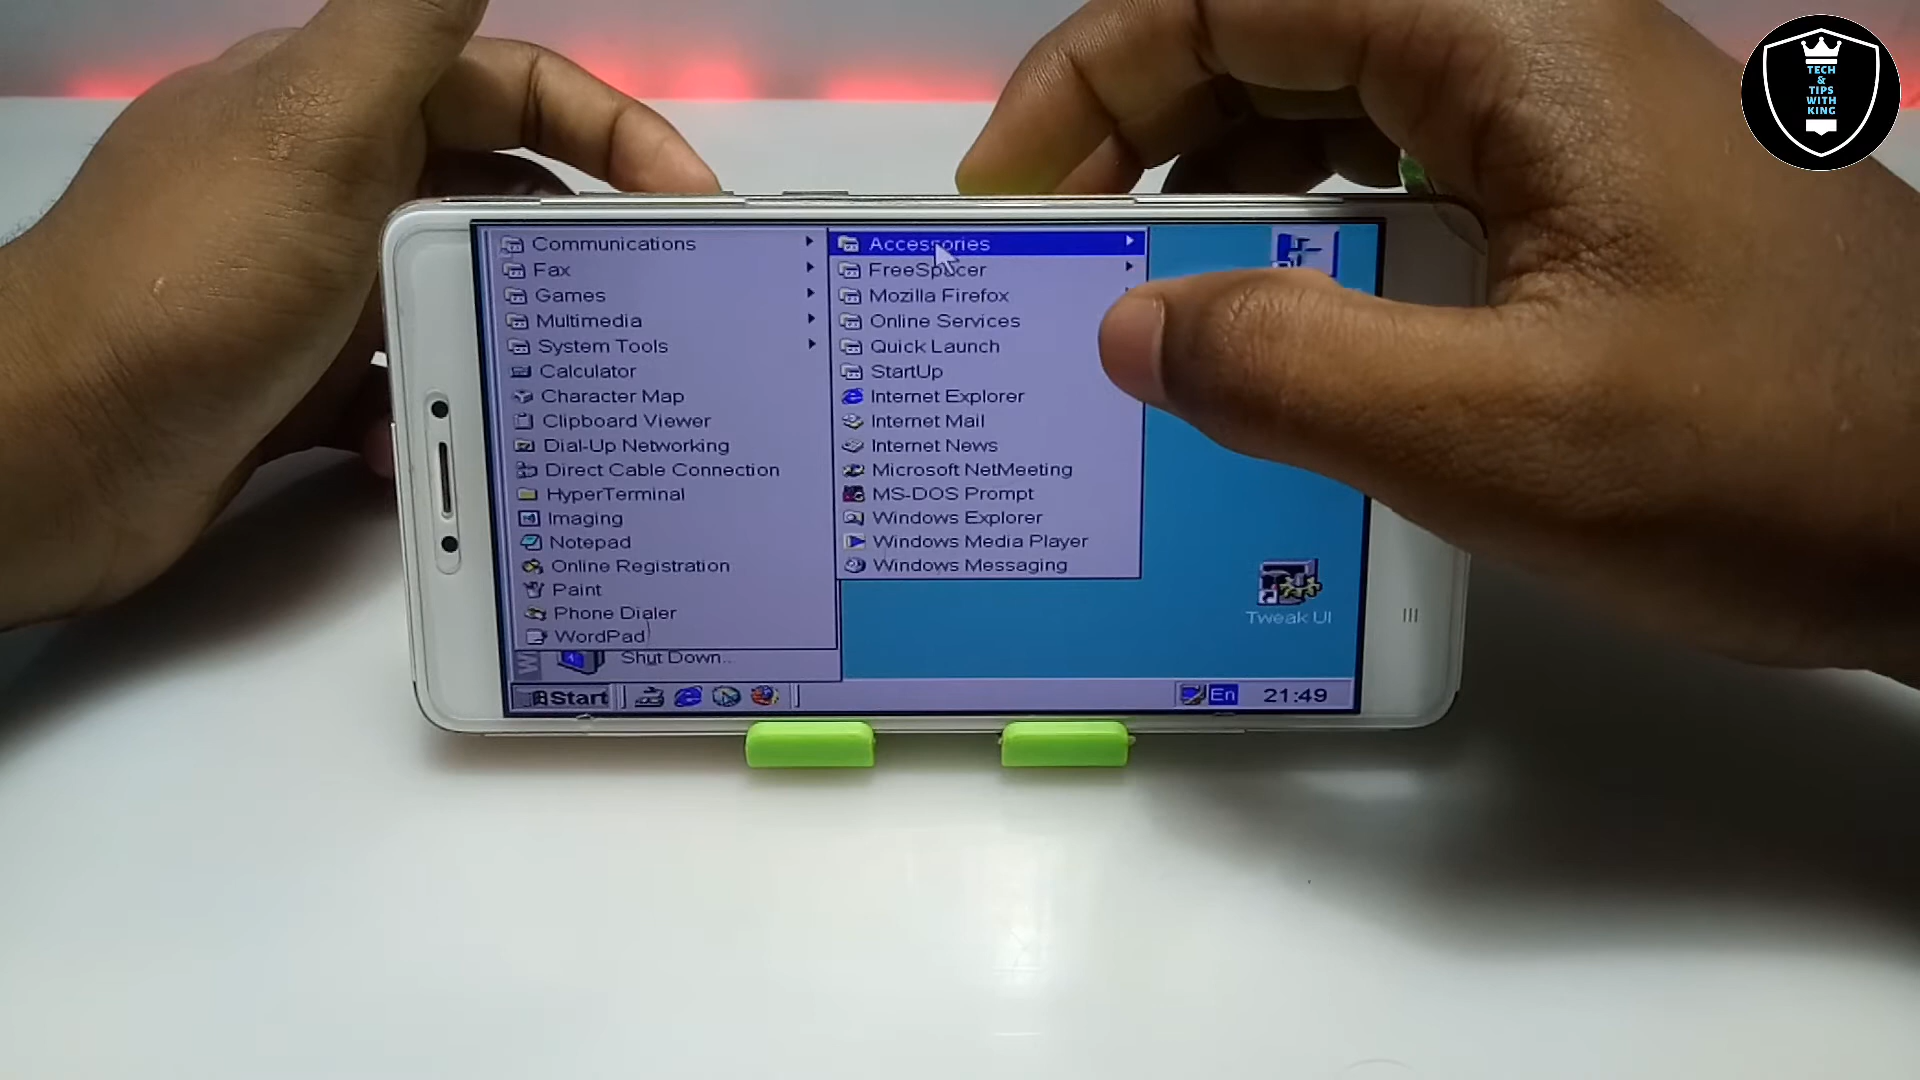 TECH
&
TIPS
WITH
KING
Communications
Fax
Games
Multimedia
System Tools
Calculator
Character Map
Clipboard Viewer
Dial-Up Networking
Direct Cable Connection
HyperTerminal
Imaging
Notepad
Online Registration
Paint
Phone Dialer
WordPad
Accessories
FreeSpacer
Mozilla Firefox
Online Services
Quick Launch
StartUp
Internet Explorer
Internet Mail
Internet News
Microsoft NetMeeting
MS-DOS Prompt
Windows Explorer
Windows Media Player
Windows Messaging
Tweak UI
W
Shut Down...
Start
En
21:49